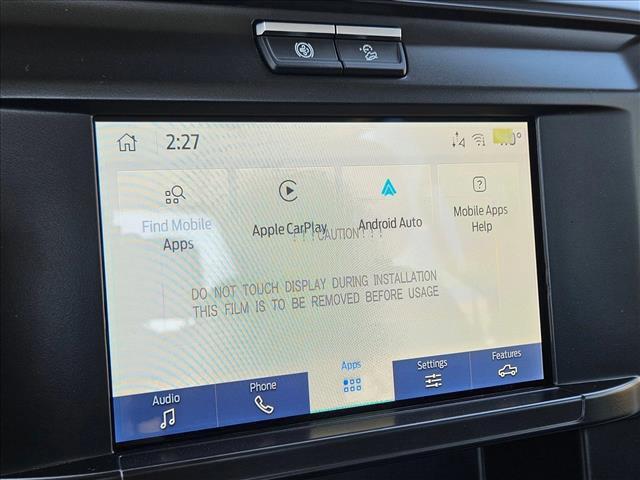 2:27
Find Mobile
Apps
Apple CarPlay
Android Auto
Mobile Apps
Help
! ! ! CAUTION ! ! !
DO NOT TOUCH DISPLAY DURING INSTALLATION
THIS FILM IS TO BE REMOVED BEFORE USAGE
Audio
Phone
Apps
Settings
Features